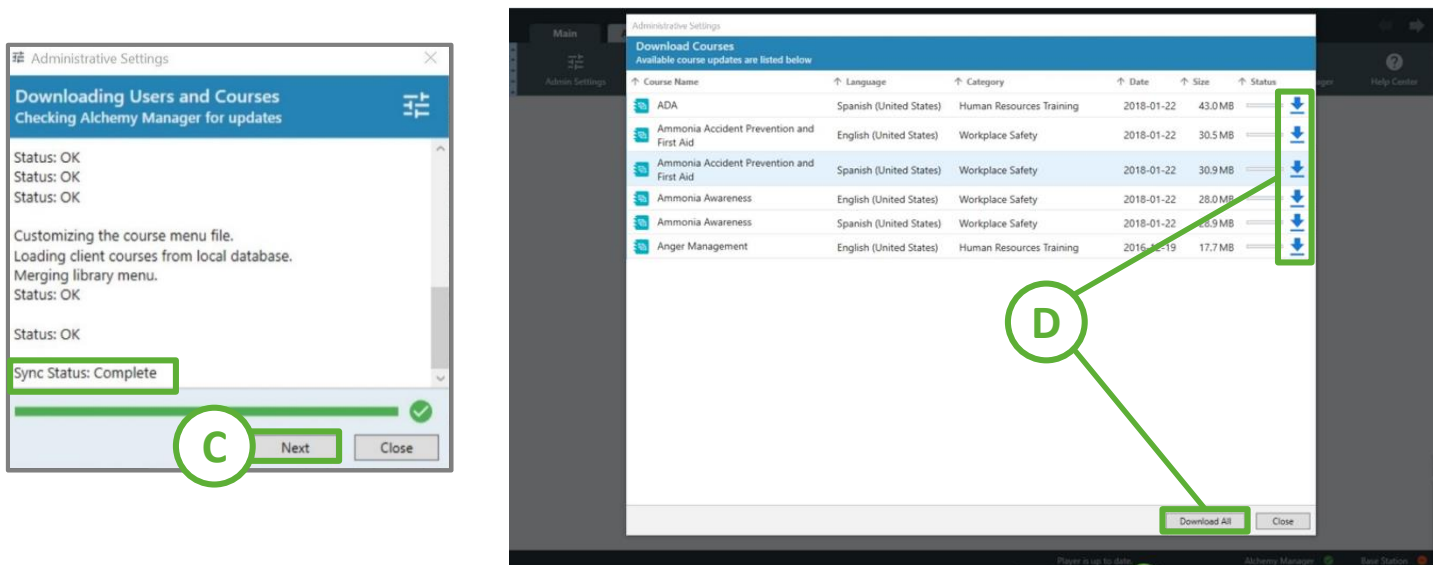 Administrative Settings
Downloading Users and Courses
Checking Alchemy Manager for updates
Status: OK
Status: OK
Status: OK
Customizing the course menu file.
Loading client courses from local database.
Merging library menu.
Status: OK
Status: OK
Sync Status: Complete
C
Next Close
Main
Admin Settings
Help Center
Administrative Settings
Download Courses
Available course updates are listed below
Course Name Language Category Date Size Status
ADA Spanish (United States) Human Resources Training 2018-01-22 43.0 MB
Ammonia Accident Prevention and
First Aid English (United States) Workplace Safety 2018-01-22 30.5 MB
Ammonia Accident Prevention and
First Aid Spanish (United States) Workplace Safety 2018-01-22 30.9 MB
Ammonia Awareness English (United States) Workplace Safety 2018-01-22 28.0 MB
Ammonia Awareness Spanish (United States) Workplace Safety 2018-01-22 28.9 MB
Anger Management English (United States) Human Resources Training 2016-12-19 17.7 MB
D
Download All Close
Player is up to date. Alchemy Manager Base Station